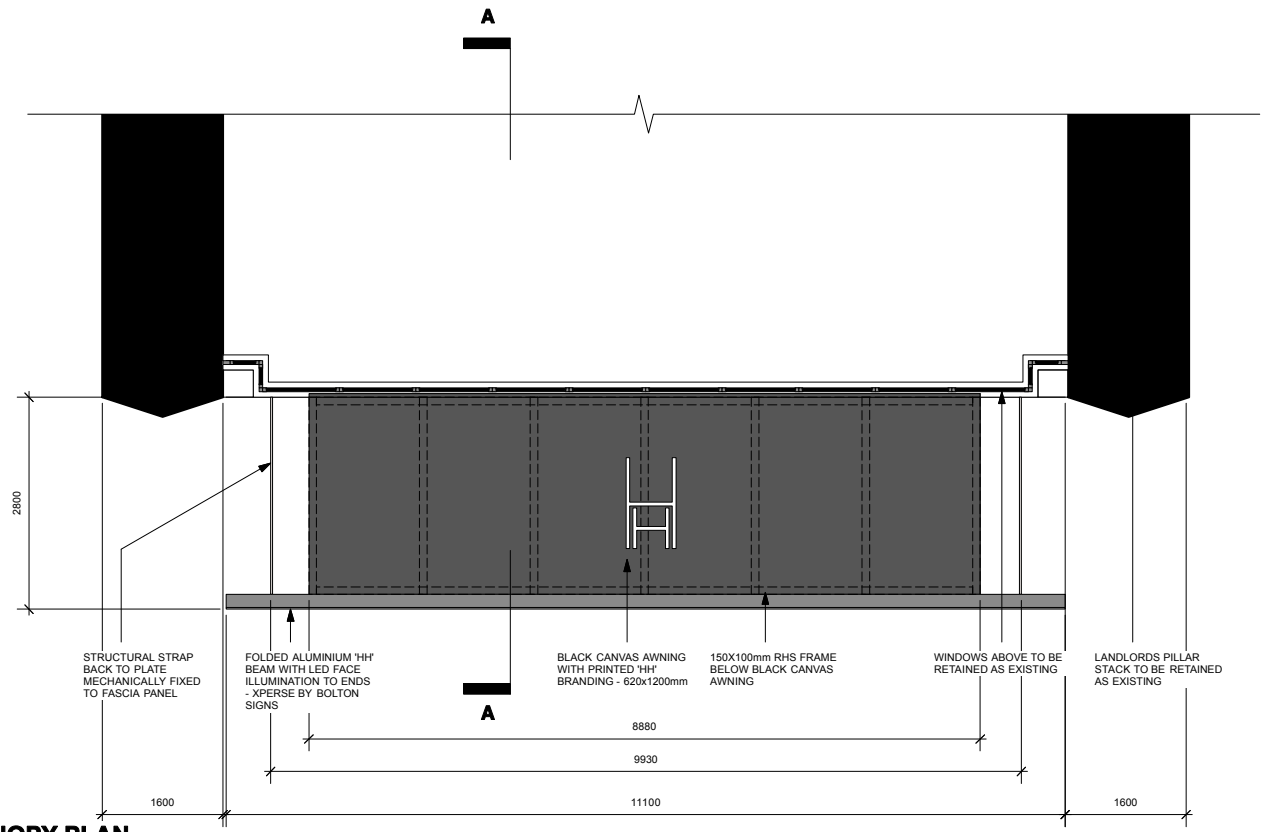 A
2800
STRUCTURAL STRAP
BACK TO PLATE
MECHANICALLY FIXED
TO FASCIA PANEL
FOLDED ALUMINIUM 'HH'
BEAM WITH LED FACE
ILLUMINATION TO ENDS
- XPERSE BY BOLTON
SIGNS
BLACK CANVAS AWNING
WITH PRINTED 'HH'
BRANDING - 620x1200mm
150X100mm RHS FRAME
BELOW BLACK CANVAS
AWNING
WINDOWS ABOVE TO BE
RETAINED AS EXISTING
LANDLORDS PILLAR
STACK TO BE RETAINED
AS EXISTING
A
8880
9930
1600
11100
1600
PLAN